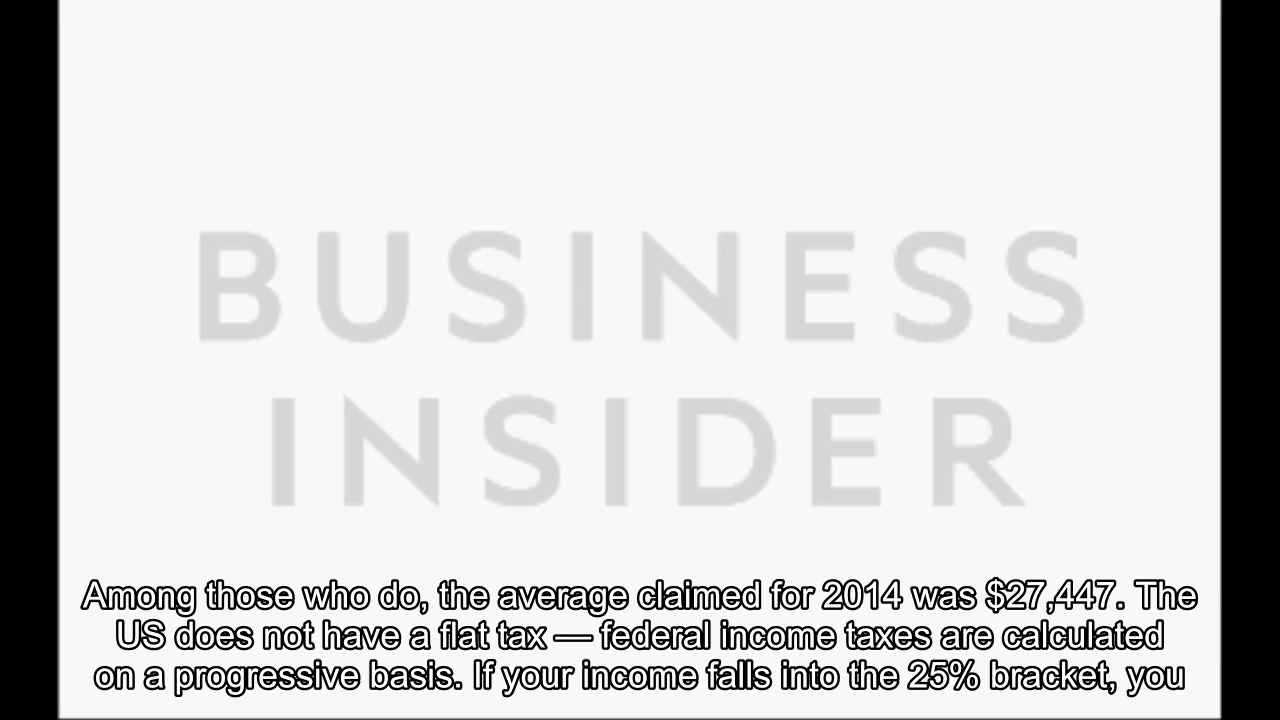 BUSINESS
INSIDER
Among those who do, the average claimed for 2014 was $27,447. The
US does not have a flat tax — federal income taxes are calculated
on a progressive basis. If your income falls into the 25% bracket, you